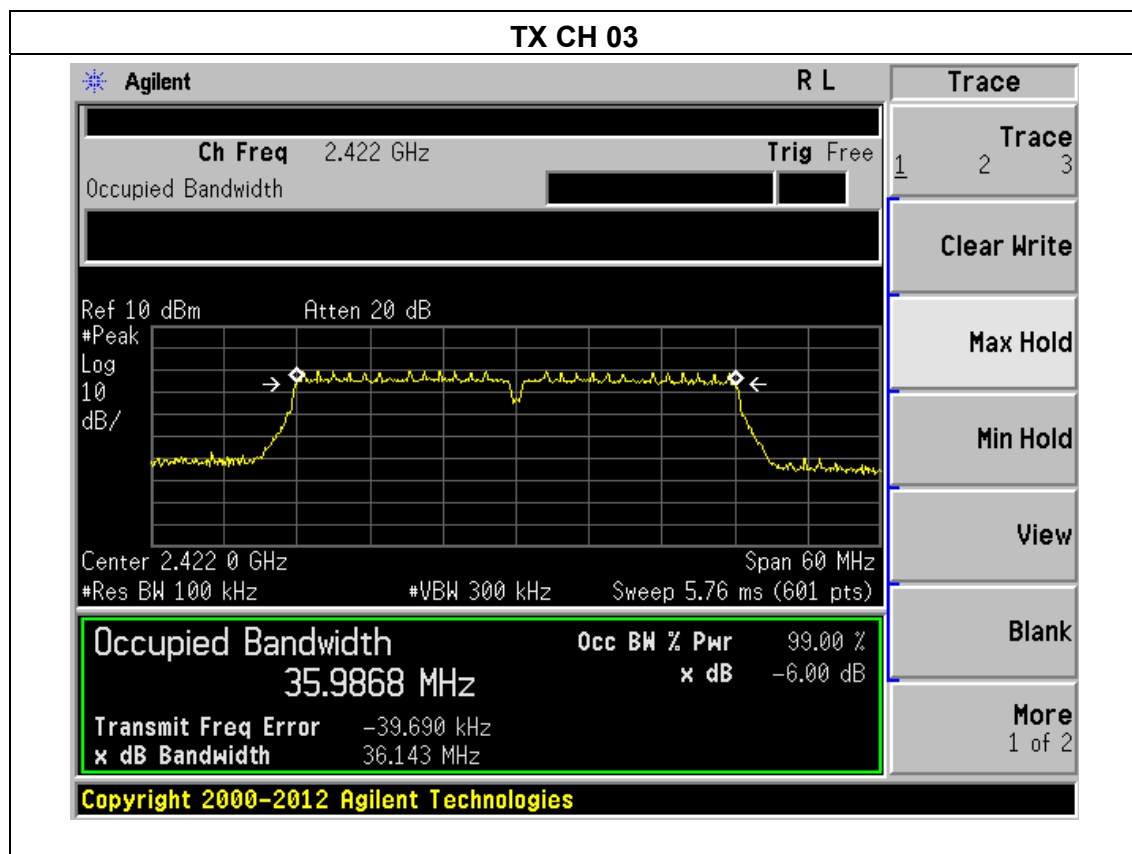 TX CH 03
Agilent R L Trace
Ch Freq 2.422 GHz Trig Free
Occupied Bandwidth
Trace
1 2 3
Clear Write
Max Hold
Min Hold
View
Blank
More
1 of 2
Ref 10 dBm Atten 20 dB
#Peak
Log
10
dB/
Center 2.422 0 GHz Span 60 MHz
#Res BW 100 kHz #VBW 300 kHz Sweep 5.76 ms (601 pts)
Occupied Bandwidth Occ BW % Pwr 99.00 %
35.9868 MHz x dB -6.00 dB
Transmit Freq Error -39.690 kHz
x dB Bandwidth 36.143 MHz
Copyright 2000-2012 Agilent Technologies